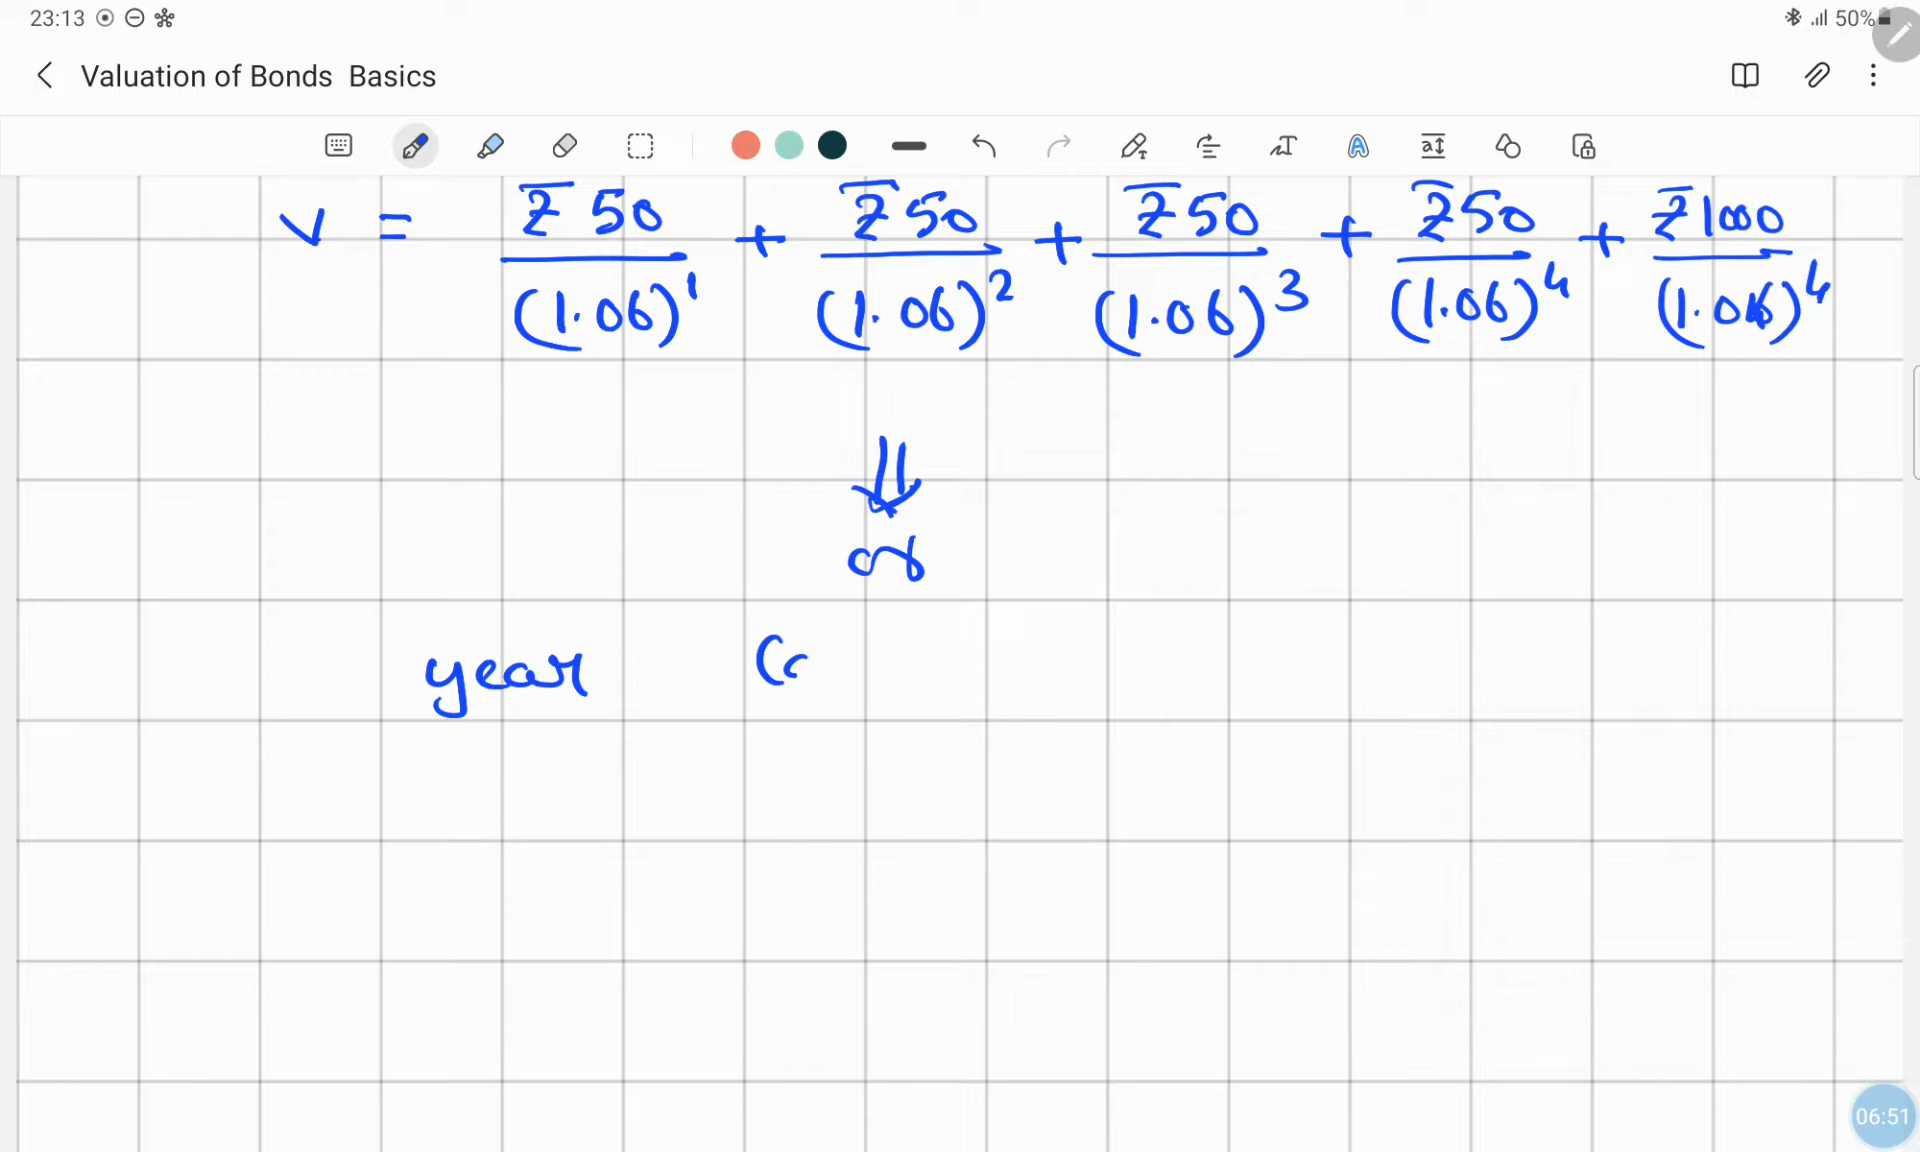 23:13 50%
Valuation of Bonds Basics
V = ₹50/(1.06)¹ + ₹50/(1.06)² + ₹50/(1.06)³ + ₹50/(1.06)⁴ + ₹1000/(1.06)⁴
or
year (c
06:51